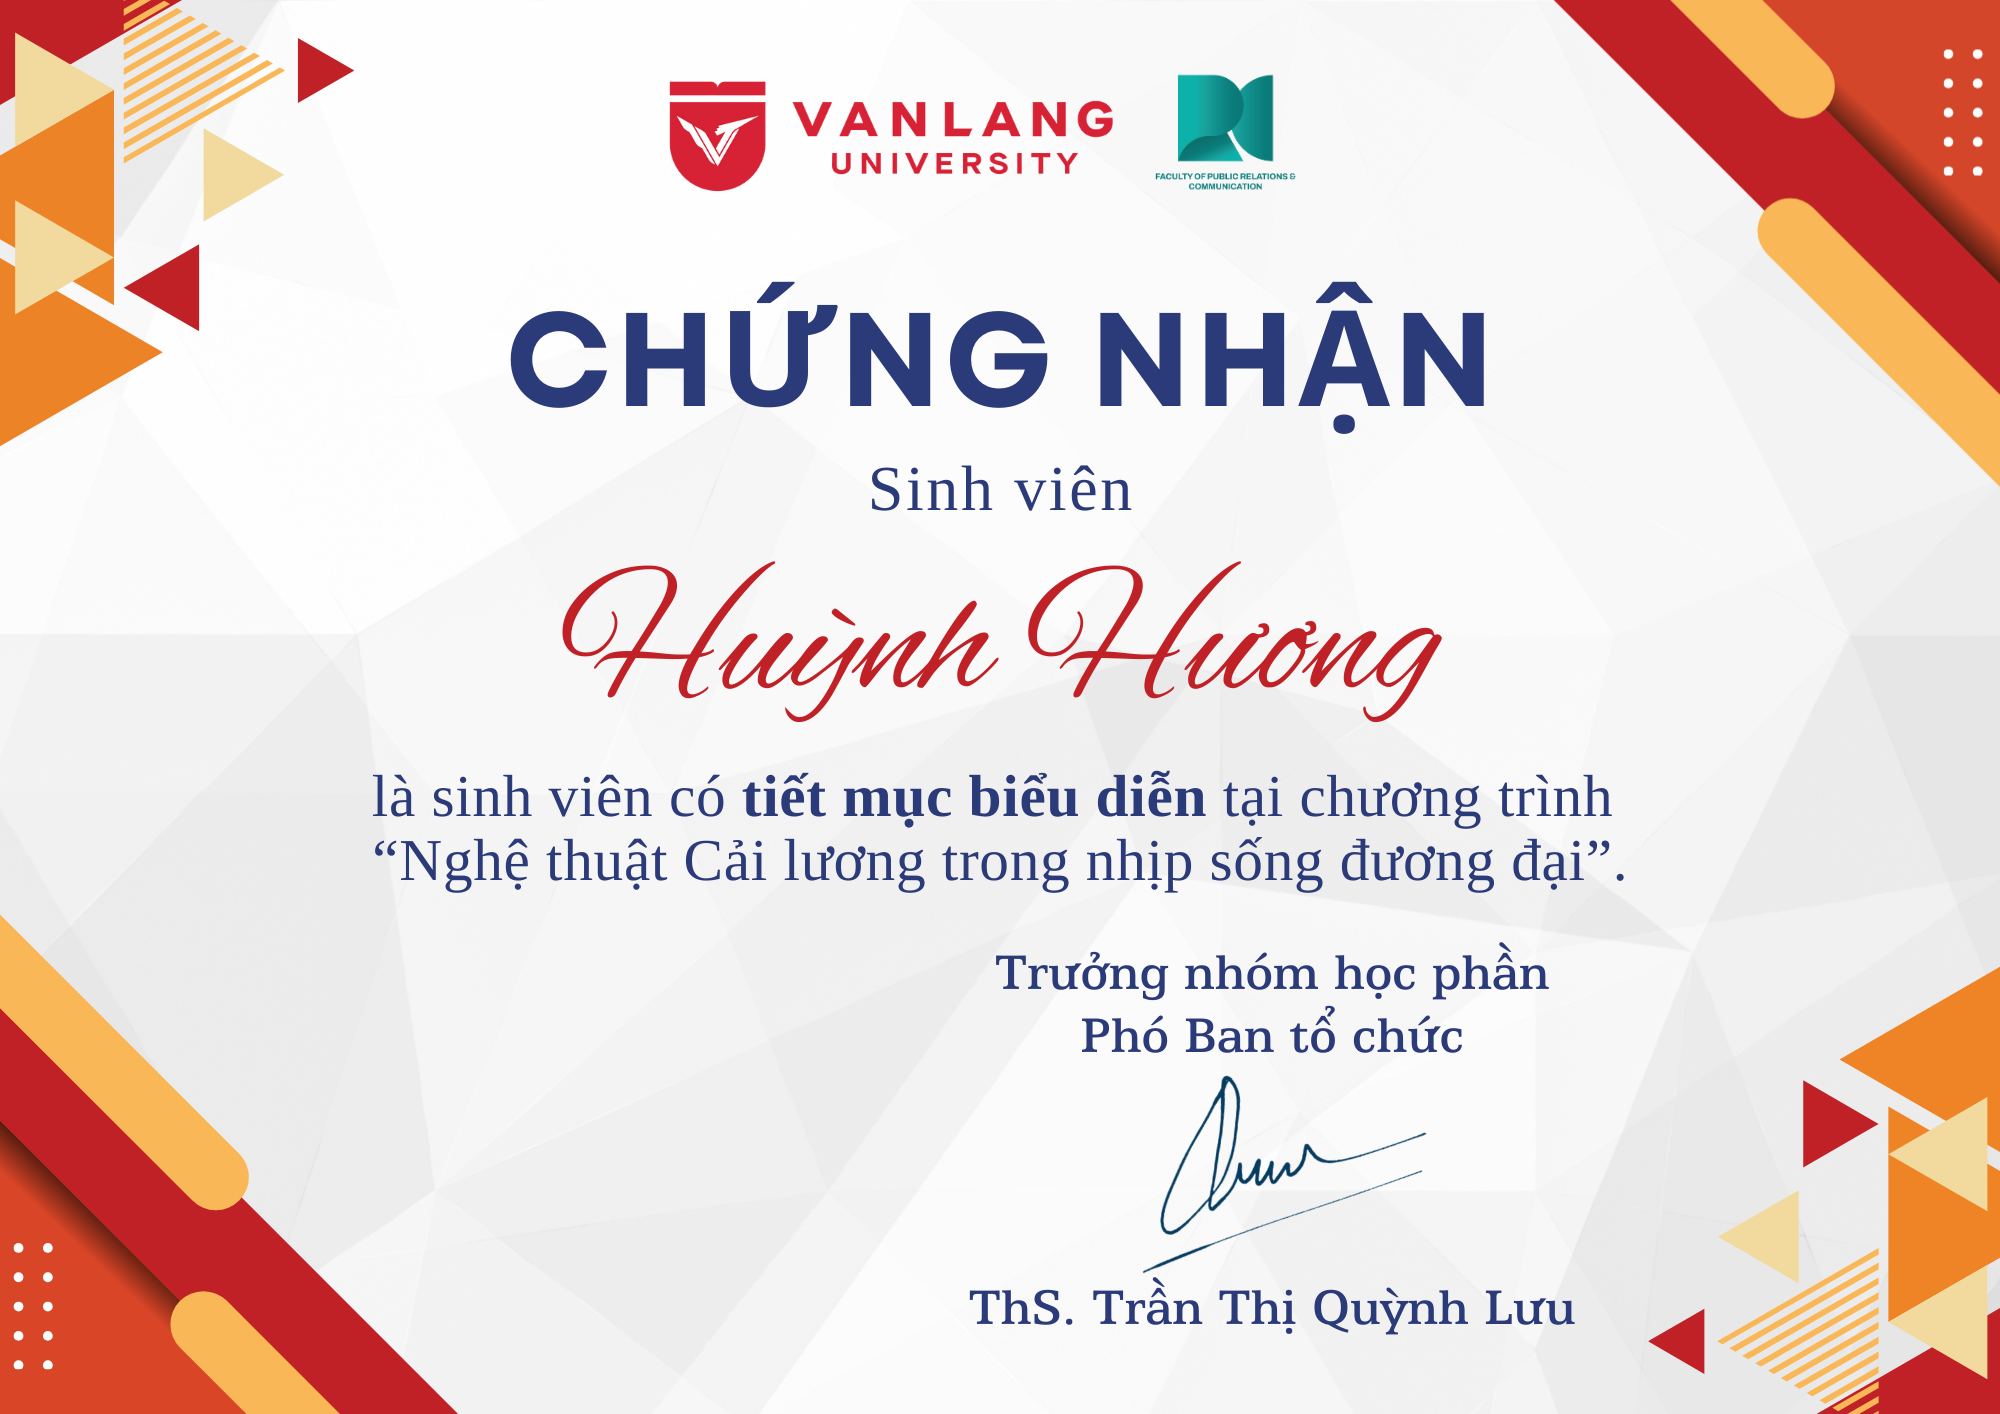 VANLANG
UNIVERSITY
FACULTY OF PUBLIC RELATIONS &
COMMUNICATION
CHỨNG NHẬN
Sinh viên
Huỳnh Hương
là sinh viên có tiết mục biểu diễn tại chương trình
“Nghệ thuật Cải lương trong nhịp sống đương đại”.
Trưởng nhóm học phần
Phó Ban tổ chức
ThS. Trần Thị Quỳnh Lưu